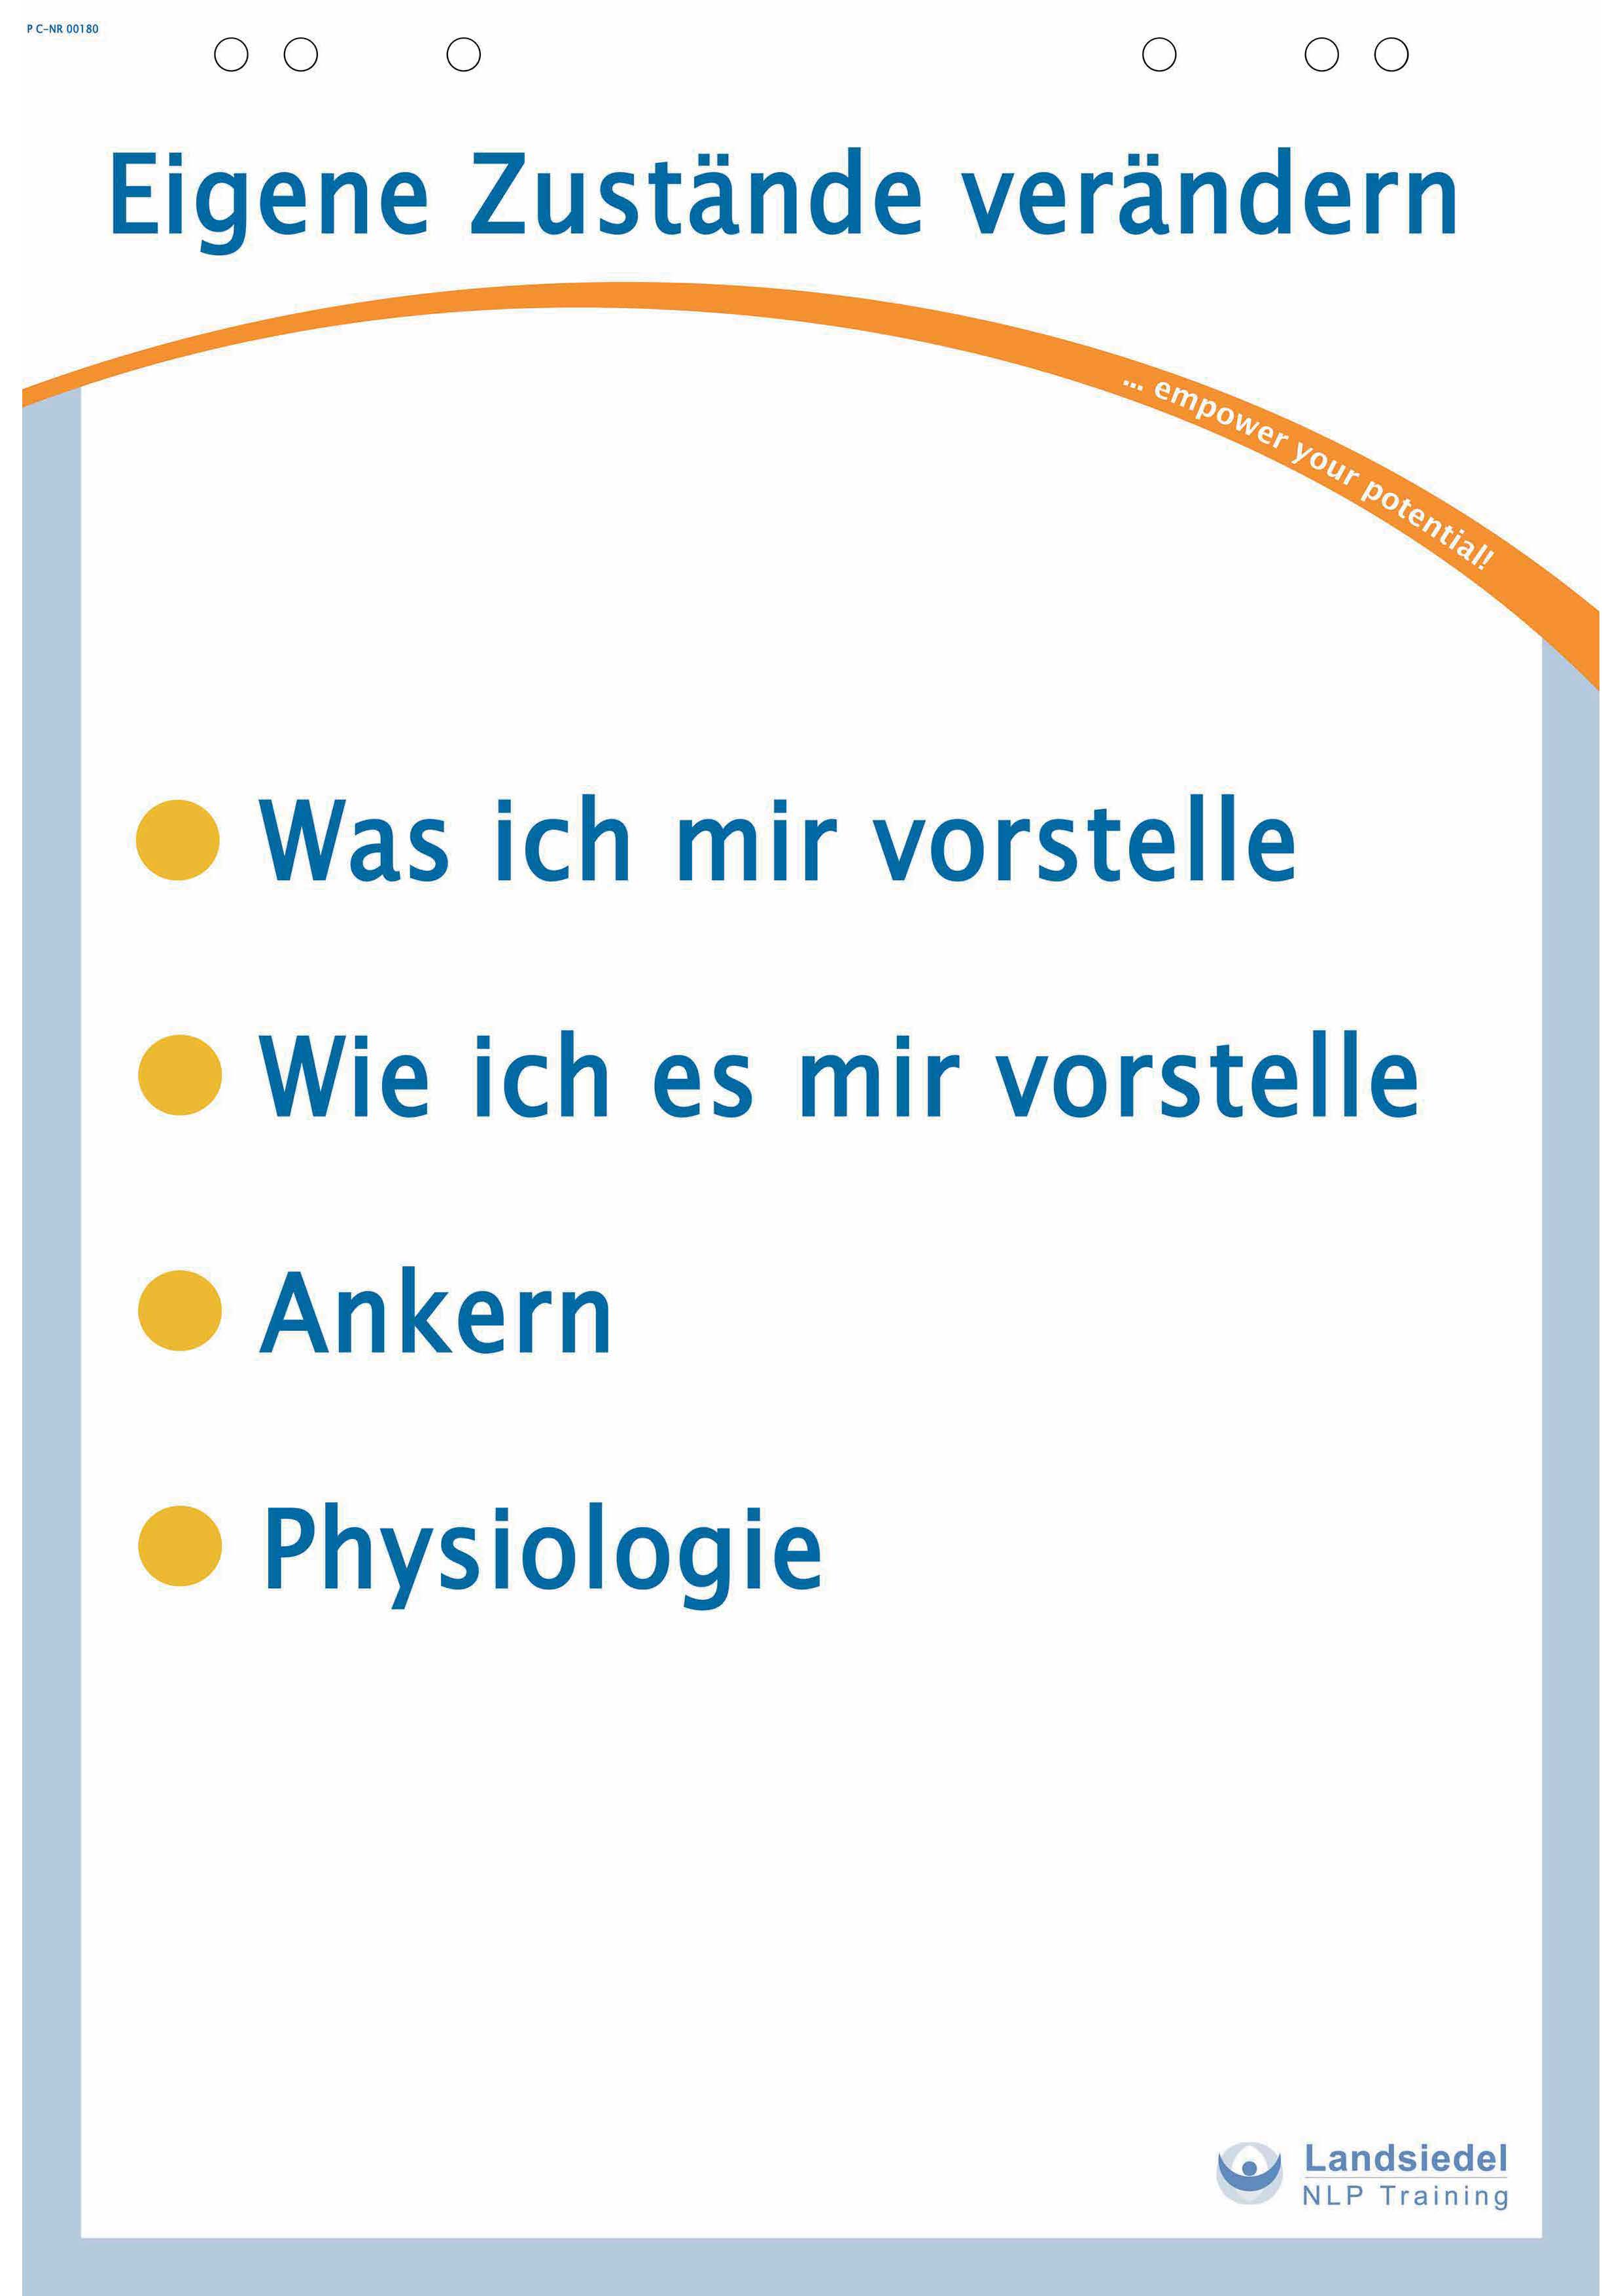 P C-NR 00180
Eigene Zustände verändern
... empower your potential!
Was ich mir vorstelle
Wie ich es mir vorstelle
Ankern
Physiologie
Landsiedel
NLP Training